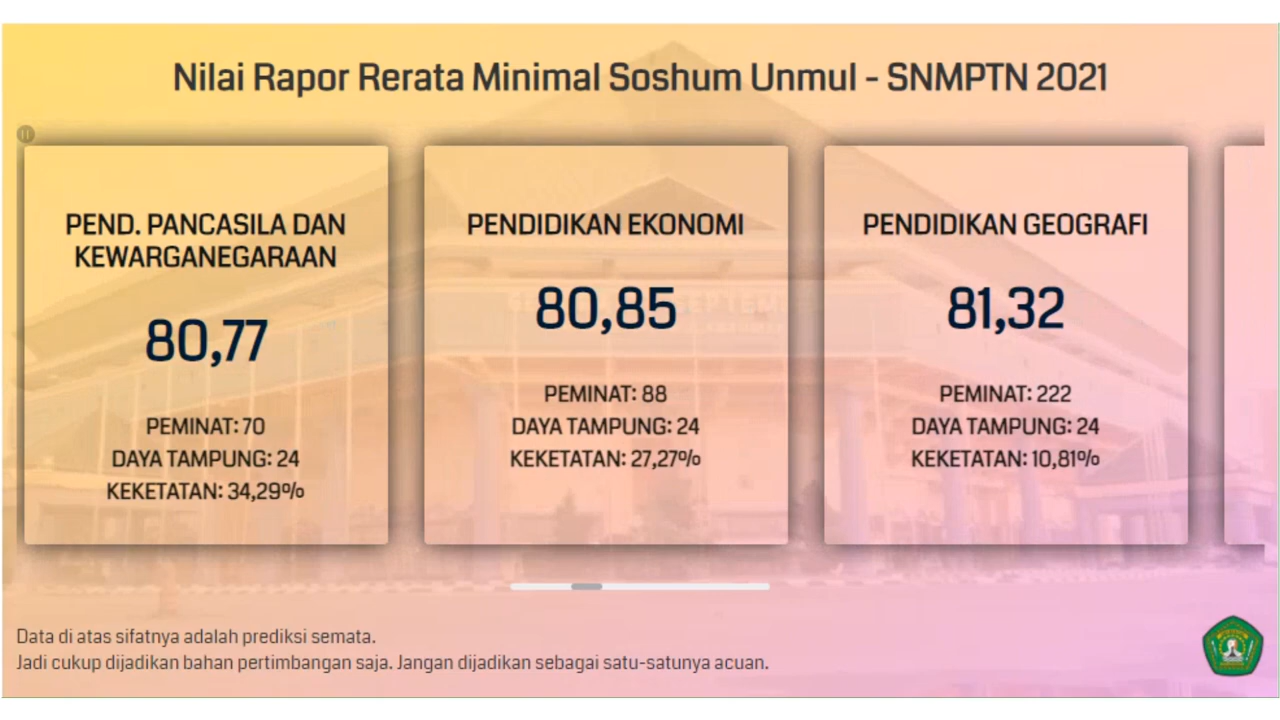 Nilai Rapor Rerata Minimal Soshum Unmul - SNMPTN 2021
PEND. PANCASILA DAN
KEWARGANEGARAAN
80,77
PEMINAT: 70
DAYA TAMPUNG: 24
KEKETATAN: 34,29%
PENDIDIKAN EKONOMI
80,85
PEMINAT: 88
DAYA TAMPUNG: 24
KEKETATAN: 27,27%
PENDIDIKAN GEOGRAFI
81,32
PEMINAT: 222
DAYA TAMPUNG: 24
KEKETATAN: 10,81%
Data di atas sifatnya adalah prediksi semata.
Jadi cukup dijadikan bahan pertimbangan saja. Jangan dijadikan sebagai satu-satunya acuan.